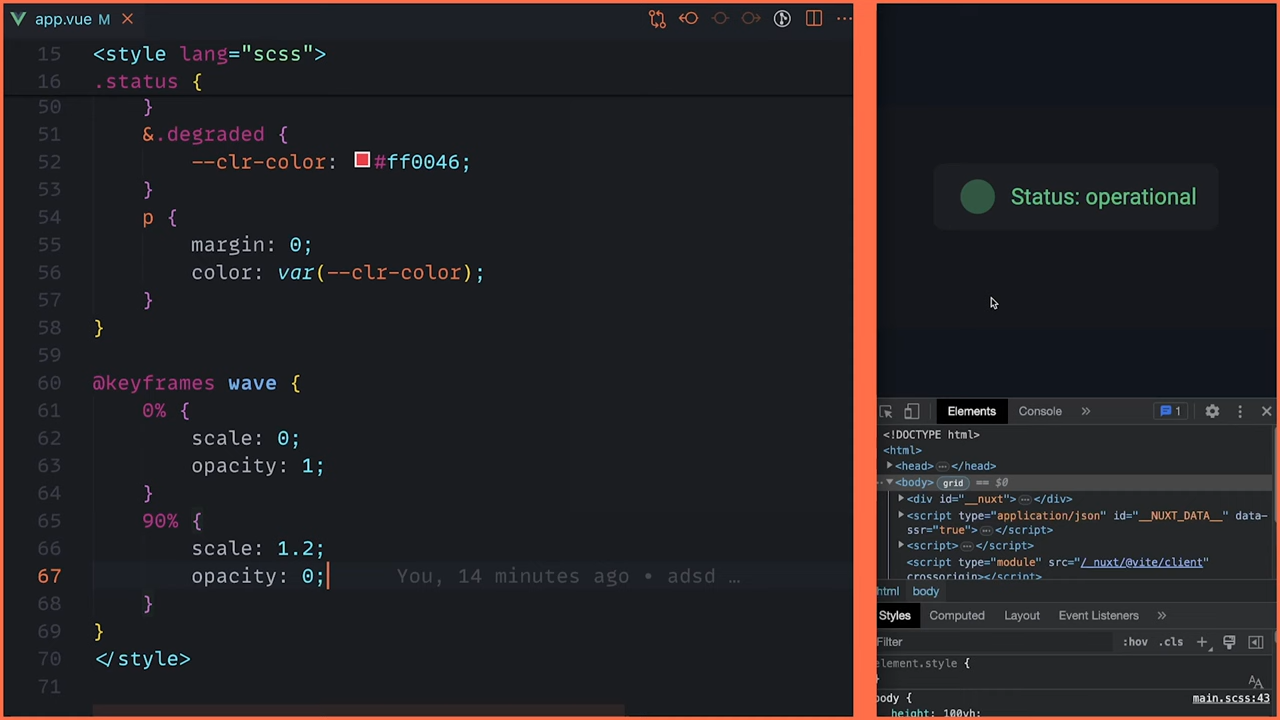 app.vue M
15 <style lang="scss">
16 .status {
50 }
51 &.degraded {
52 --clr-color: #ff0046;
53 }
54 p {
55 margin: 0;
56 color: var(--clr-color);
57 }
58 }
59
60 @keyframes wave {
61 0% {
62 scale: 0;
63 opacity: 1;
64 }
65 90% {
66 scale: 1.2;
67 opacity: 0; You, 14 minutes ago • adsd …
68 }
69 }
70 </style>
71
Status: operational
Elements Console » 1
<!DOCTYPE html>
<html>
<head>…</head>
<body> grid == $0
<div id="__nuxt">…</div>
<script type="application/json" id="__NUXT_DATA__" data-
ssr="true">…</script>
<script>…</script>
<script type="module" src="/_nuxt/@vite/client"
crossorigin></script>
html body
Styles Computed Layout Event Listeners »
Filter :hov .cls +
element.style {
}
body { main.scss:43
height: 100vh;